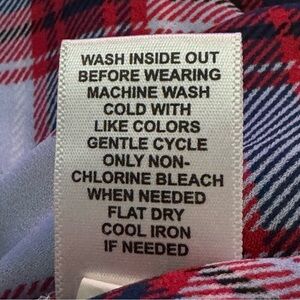 WASH INSIDE OUT
BEFORE WEARING
MACHINE WASH
COLD WITH
LIKE COLORS
GENTLE CYCLE
ONLY NON-
CHLORINE BLEACH
WHEN NEEDED
FLAT DRY
COOL IRON
IF NEEDED